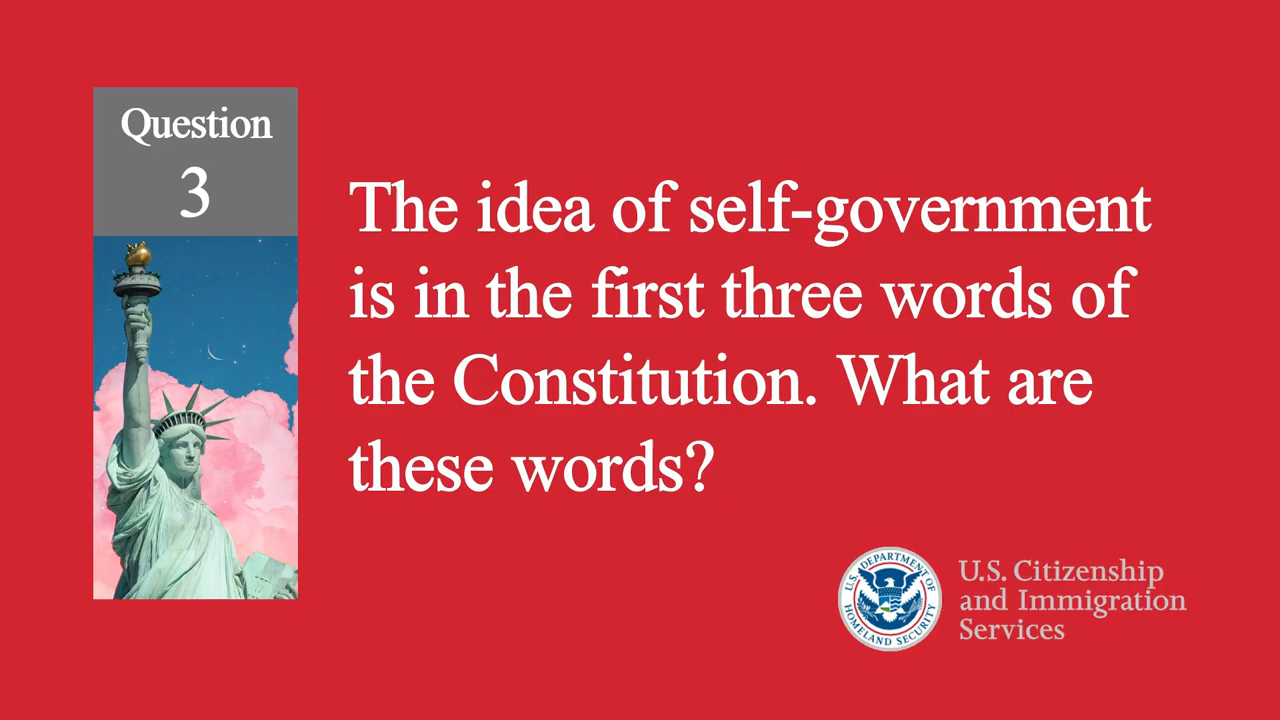 Question
3
The idea of self-government
is in the first three words of
the Constitution. What are
these words?
U.S. DEPARTMENT OF
HOMELAND SECURITY
U.S. Citizenship
and Immigration
Services